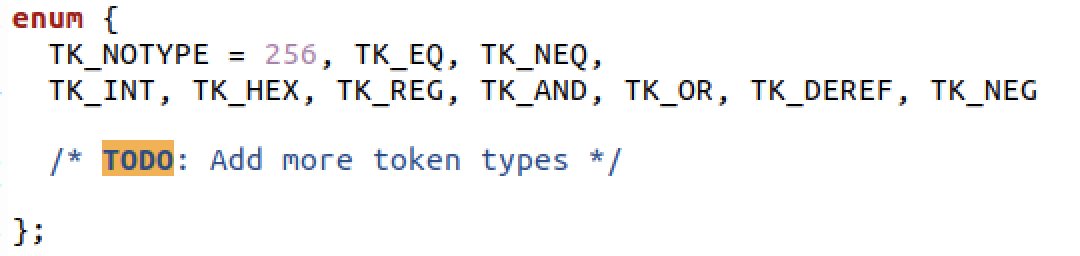 enum {
  TK_NOTYPE = 256, TK_EQ, TK_NEQ,
  TK_INT, TK_HEX, TK_REG, TK_AND, TK_OR, TK_DEREF, TK_NEG
  /* TODO: Add more token types */
};